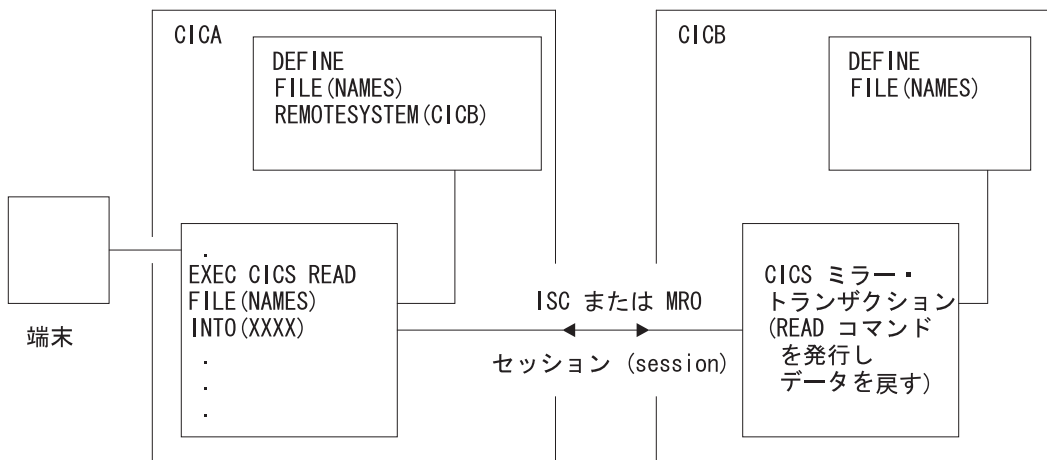 CICA
DEFINE
FILE(NAMES)
REMOTESYSTEM(CICB)
端末
.
EXEC CICS READ
FILE(NAMES)
INTO(XXXX)
.
.
.
ISC または MRO
セッション (session)
CICB
DEFINE
FILE(NAMES)
CICS ミラー・
トランザクション
(READ コマンド
を発行し
データを戻す)